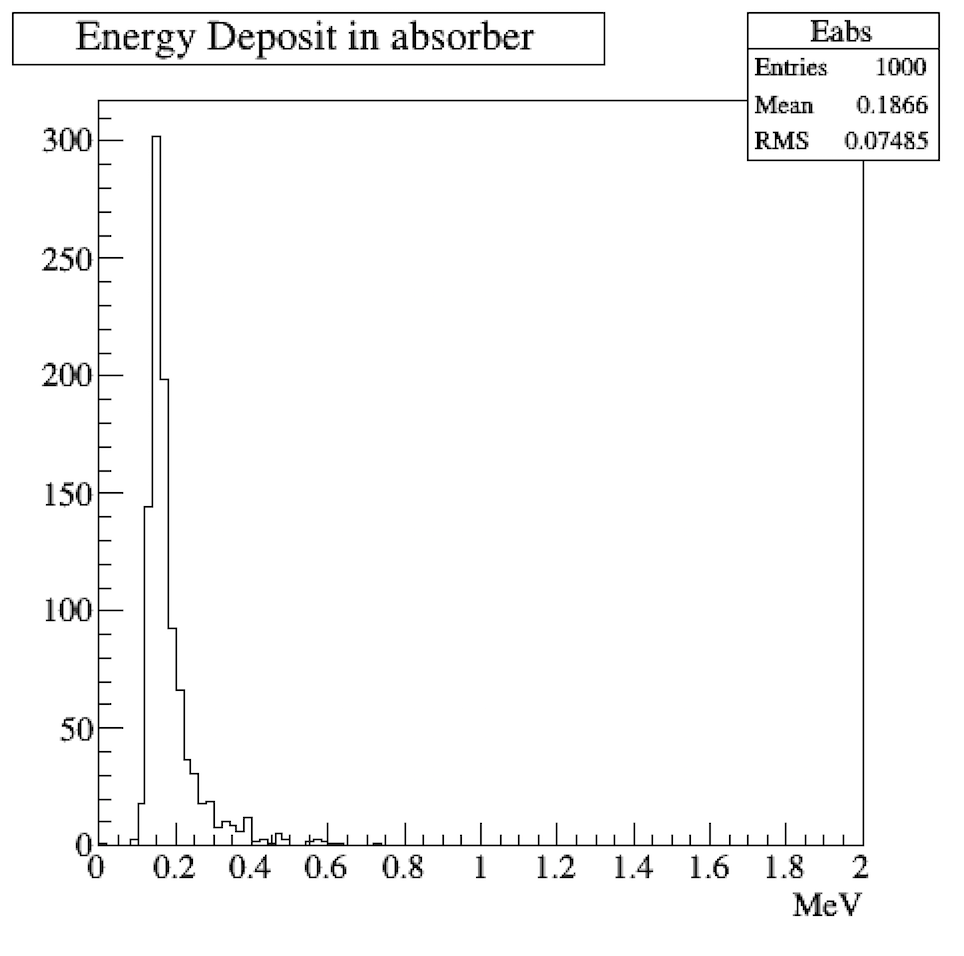 Energy Deposit in absorber
Eabs
Entries 1000
Mean 0.1866
RMS 0.07485
300
250
200
150
100
50
0
0 0.2 0.4 0.6 0.8 1 1.2 1.4 1.6 1.8 2
MeV